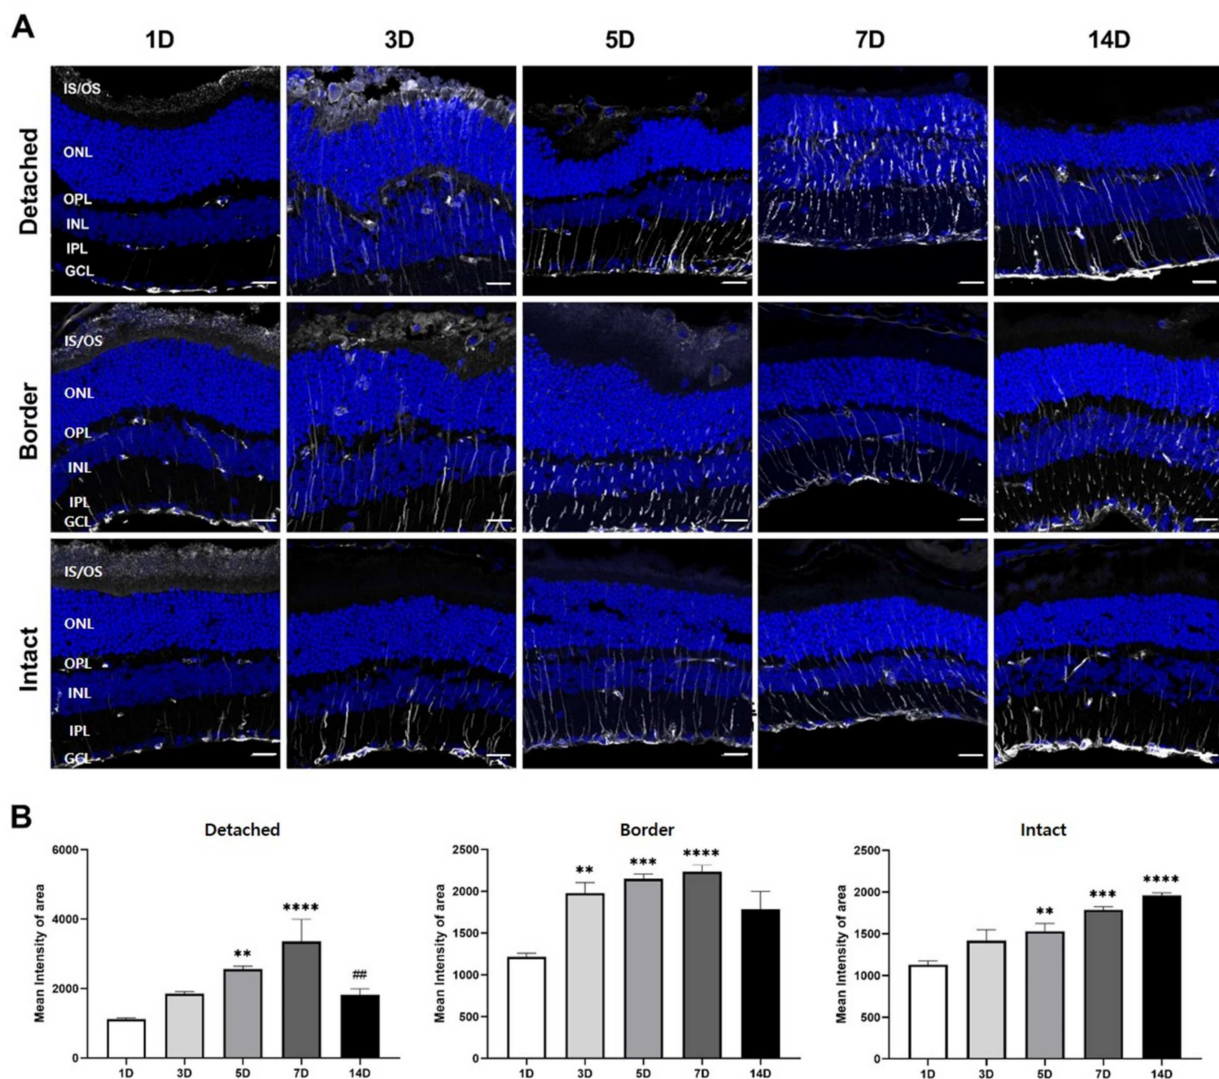 A
1D 3D 5D 7D 14D
Detached
IS/OS
ONL
OPL
INL
IPL
GCL
Border
IS/OS
ONL
OPL
INL
IPL
GCL
Intact
IS/OS
ONL
OPL
INL
IPL
GCL
B
Detached
Mean Intensity of area
6000
4000
2000
0
**
****
##
1D 3D 5D 7D 14D
Border
Mean Intensity of area
2500
2000
1500
1000
500
0
**
***
****
1D 3D 5D 7D 14D
Intact
Mean Intensity of area
2500
2000
1500
1000
500
0
**
***
****
1D 3D 5D 7D 14D